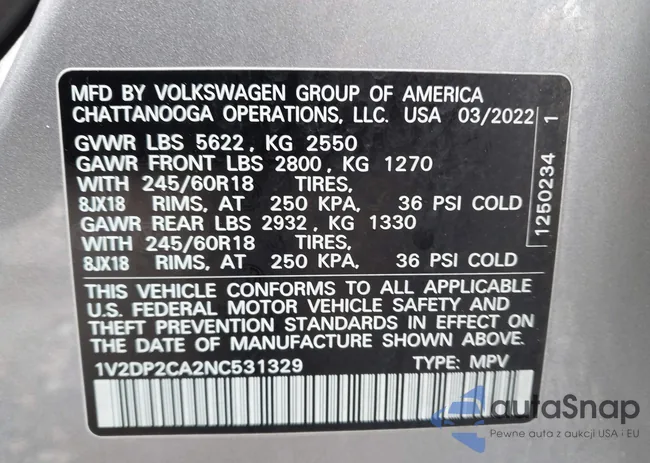 MFD BY VOLKSWAGEN GROUP OF AMERICA
CHATTANOOGA OPERATIONS, LLC. USA 03/2022
GVWR LBS 5622, KG 2550
GAWR FRONT LBS 2800, KG 1270
WITH 245/60R18 TIRES,
8JX18 RIMS, AT 250 KPA, 36 PSI COLD
GAWR REAR LBS 2932, KG 1330
WITH 245/60R18 TIRES,
8JX18 RIMS, AT 250 KPA, 36 PSI COLD
THIS VEHICLE CONFORMS TO ALL APPLICABLE
U.S. FEDERAL MOTOR VEHICLE SAFETY AND
THEFT PREVENTION STANDARDS IN EFFECT ON
THE DATE OF MANUFACTURE SHOWN ABOVE.
1V2DP2CA2NC531329 TYPE: MPV
1250234 1
autaSnap
Pewne auta z aukcji USA i EU